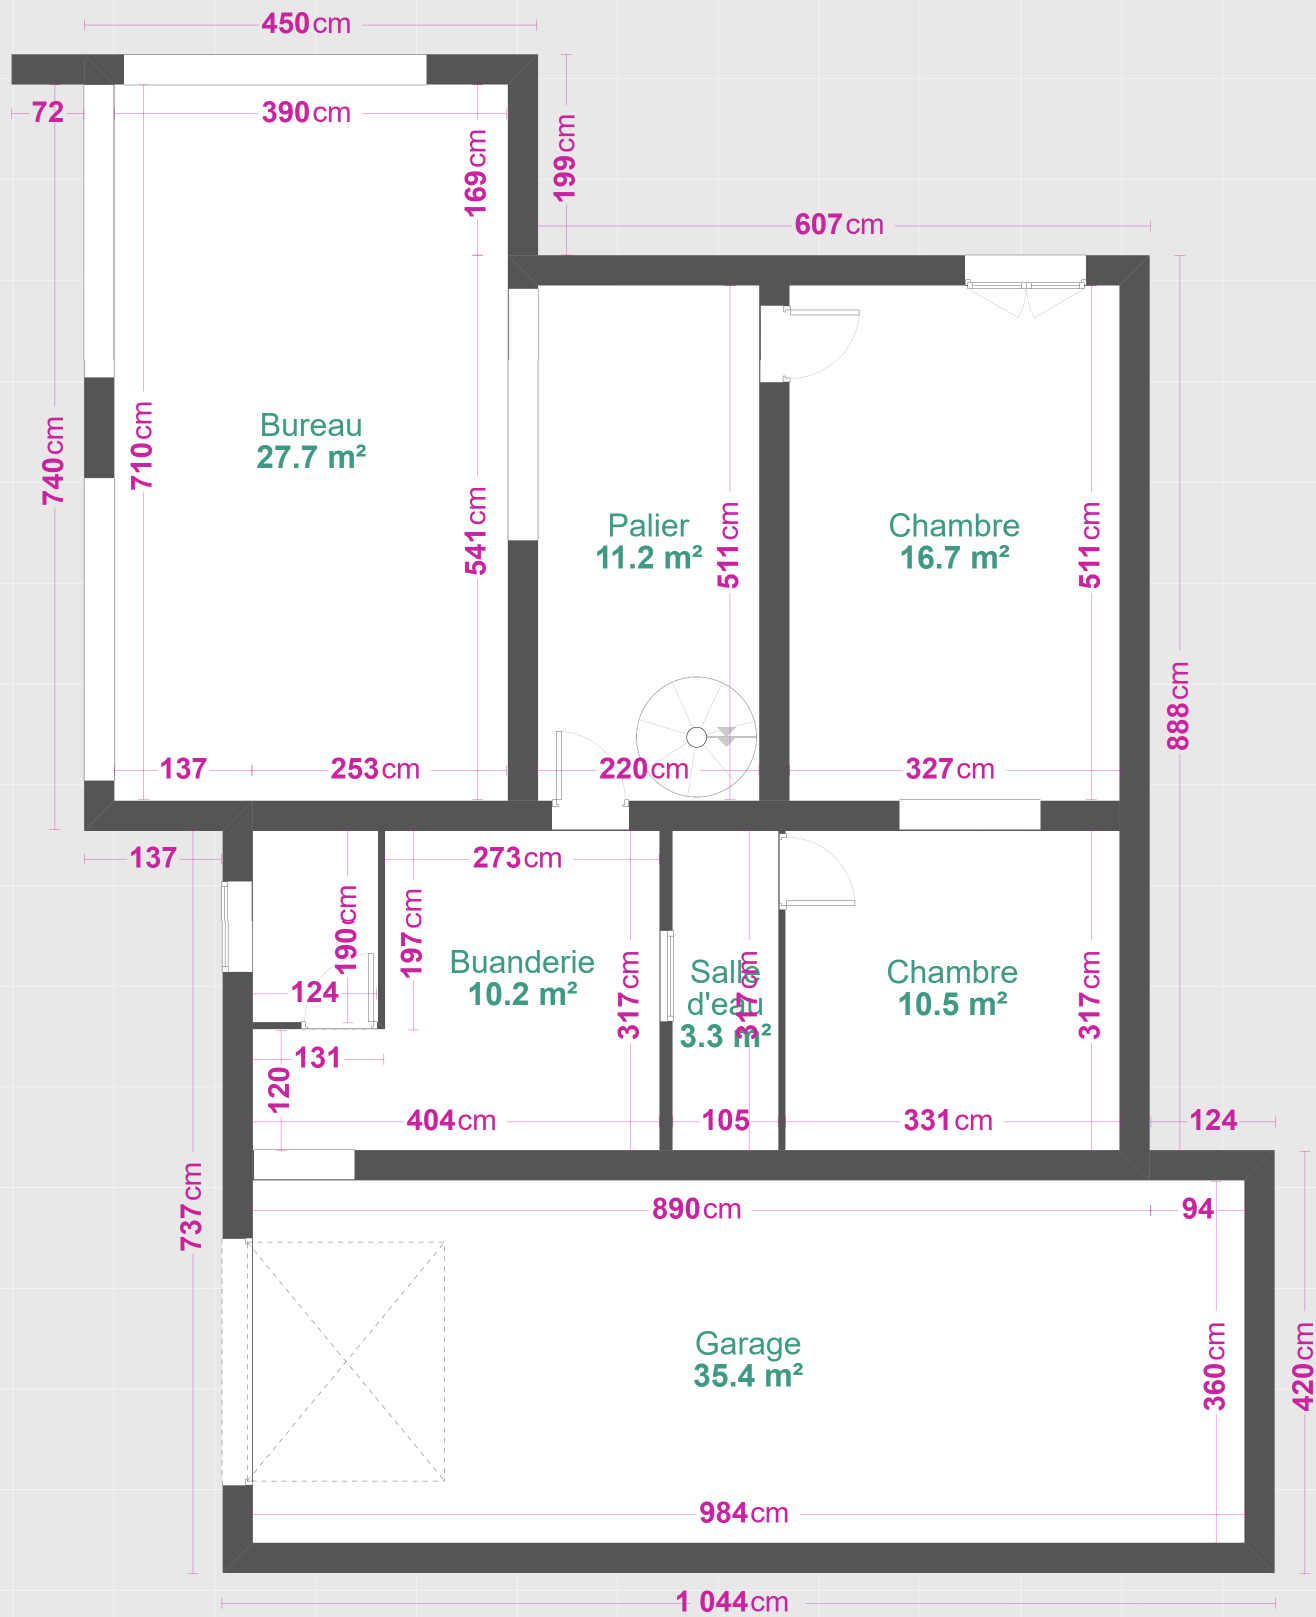 450cm
72
390cm
169cm
199cm
607cm
740cm
710cm
Bureau
27.7 m²
541cm
Palier
11.2 m²
511cm
Chambre
16.7 m²
511cm
888cm
137
253cm
220cm
327cm
137
273cm
190cm
197cm
124
Buanderie
10.2 m²
317cm
Salle
d'eau
3.3 m²
317cm
Chambre
10.5 m²
317cm
131
120
404cm
105
331cm
124
737cm
890cm
94
Garage
35.4 m²
360cm
420cm
984cm
1 044cm